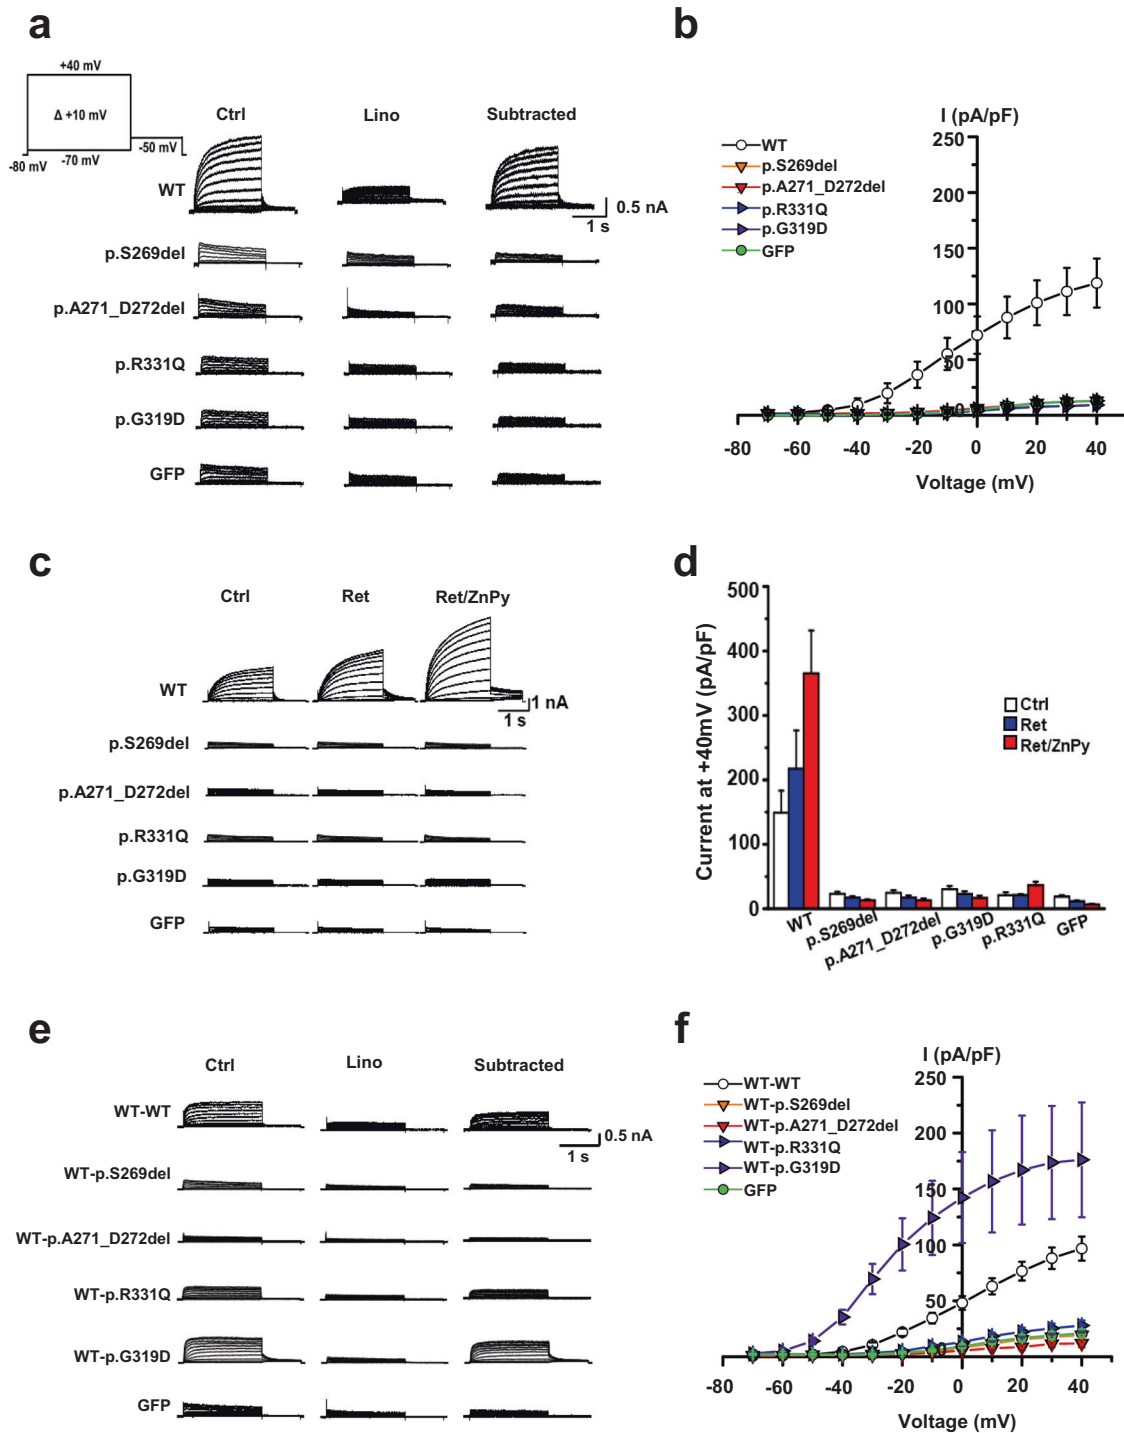 a
+40 mV
Δ +10 mV
-80 mV
-70 mV
-50 mV
Ctrl
Lino
Subtracted
WT
0.5 nA
1 s
p.S269del
p.A271_D272del
p.R331Q
p.G319D
GFP
b
I (pA/pF)
WT
p.S269del
p.A271_D272del
p.R331Q
p.G319D
GFP
250
200
150
100
50
0
-80
-60
-40
-20
0
20
40
Voltage (mV)
c
Ctrl
Ret
Ret/ZnPy
WT
1 nA
1 s
p.S269del
p.A271_D272del
p.R331Q
p.G319D
GFP
d
Current at +40mV (pA/pF)
500
400
300
200
100
0
Ctrl
Ret
Ret/ZnPy
WT
p.S269del
p.A271_D272del
p.G319D
p.R331Q
GFP
e
Ctrl
Lino
Subtracted
WT-WT
0.5 nA
1 s
WT-p.S269del
WT-p.A271_D272del
WT-p.R331Q
WT-p.G319D
GFP
f
I (pA/pF)
WT-WT
WT-p.S269del
WT-p.A271_D272del
WT-p.R331Q
WT-p.G319D
GFP
250
200
150
100
50
-80
-60
-40
-20
0
20
40
Voltage (mV)